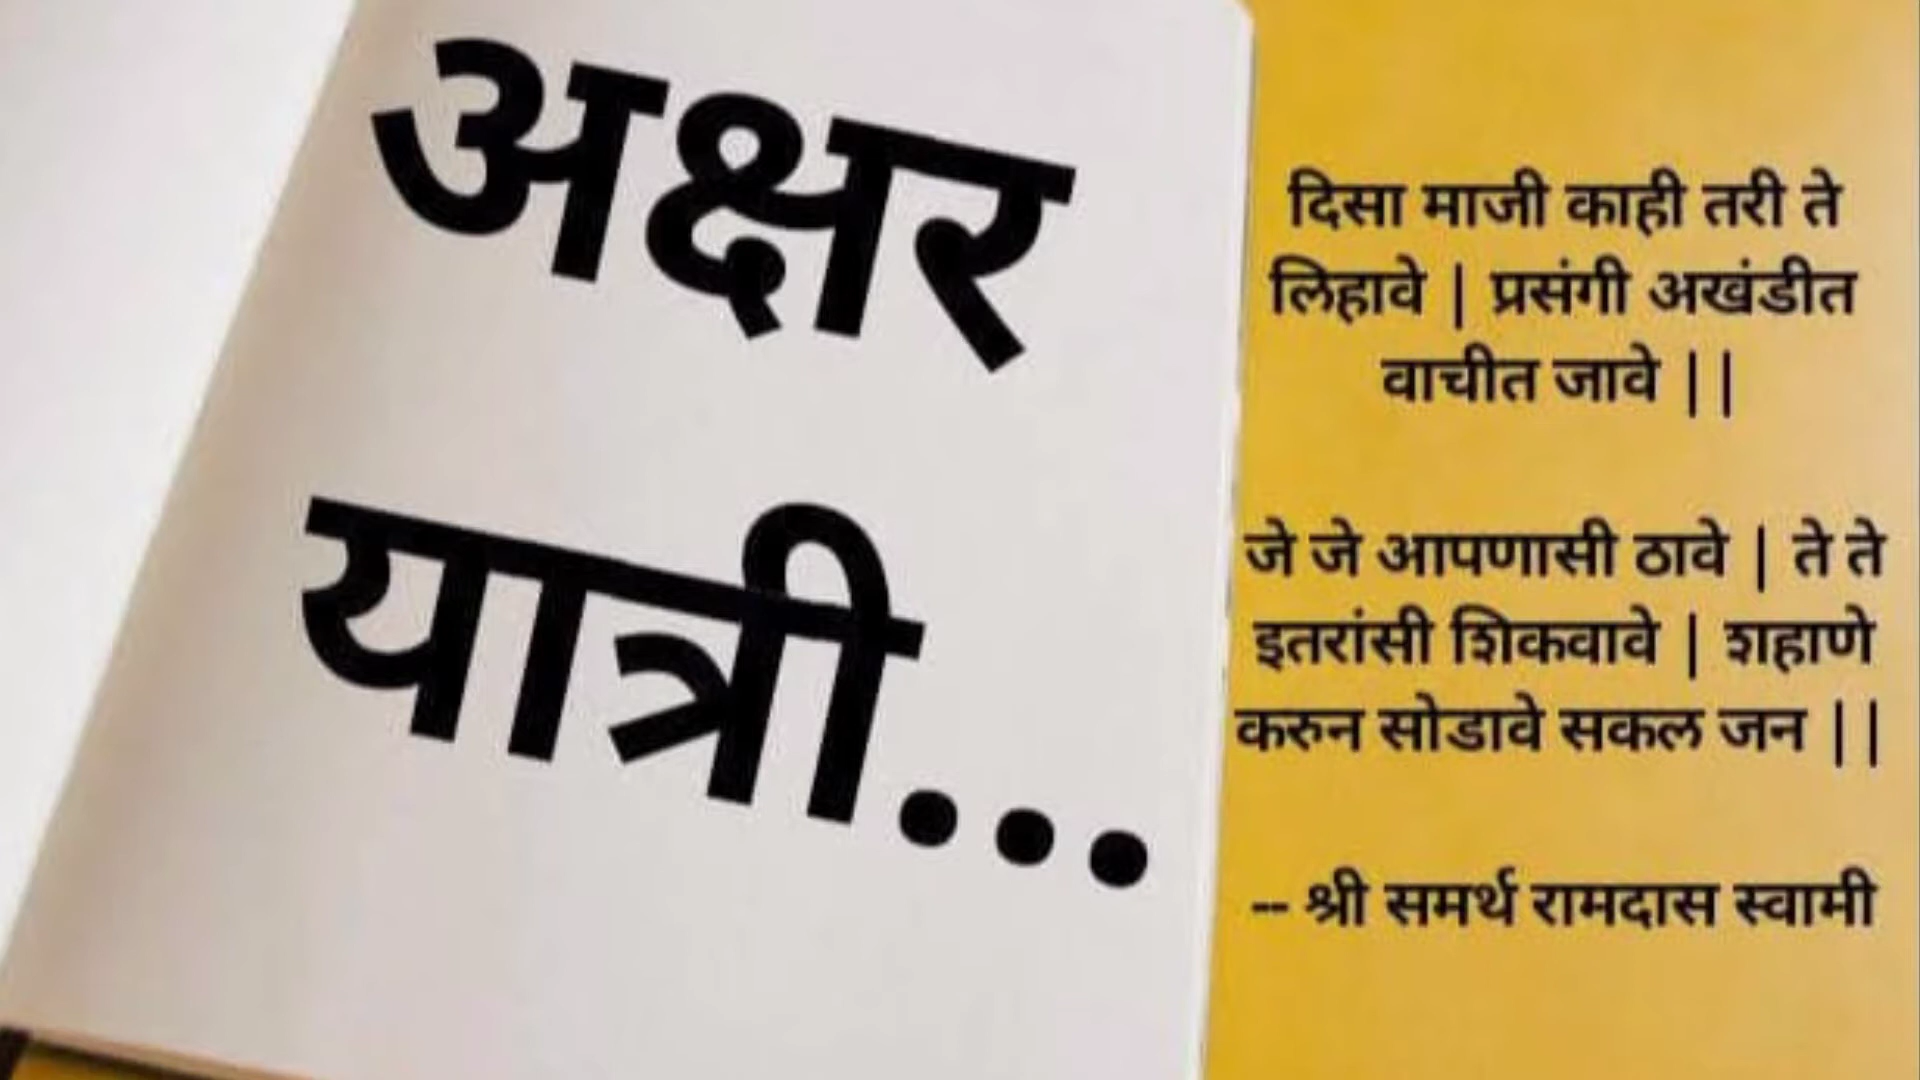 अक्षर
यात्री...
दिसा माजी काही तरी ते
लिहावे | प्रसंगी अखंडीत
वाचीत जावे ||
जे जे आपणासी ठावे | ते ते
इतरांसी शिकवावे | शहाणे
करुन सोडावे सकल जन ||
-- श्री समर्थ रामदास स्वामी